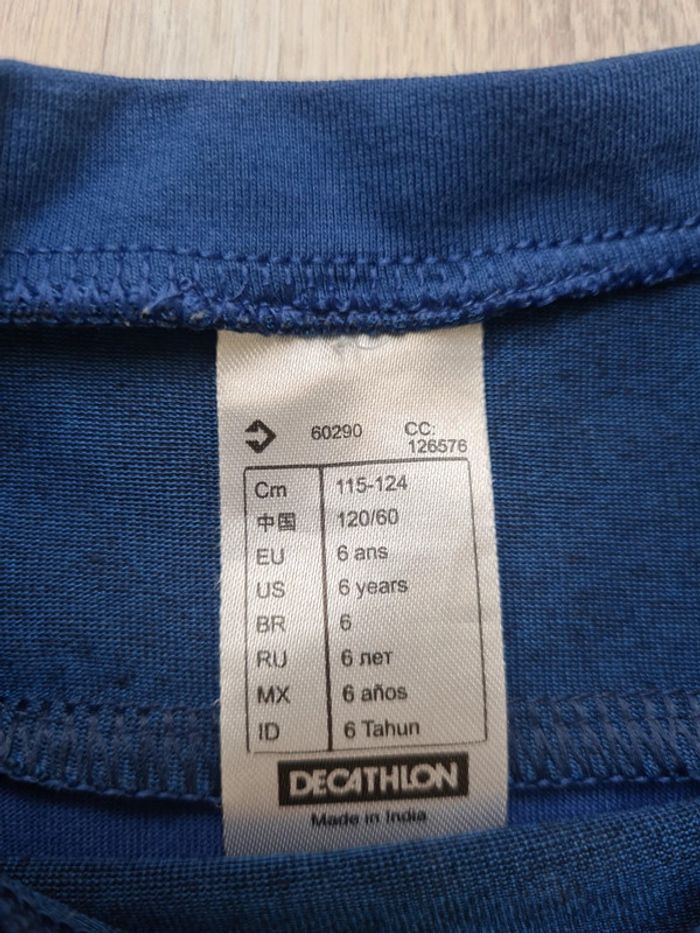 60290 CC:
126576
Cm 115-124
中国 120/60
EU 6 ans
US 6 years
BR 6
RU 6 лет
MX 6 años
ID 6 Tahun
DECATHLON
Made in India